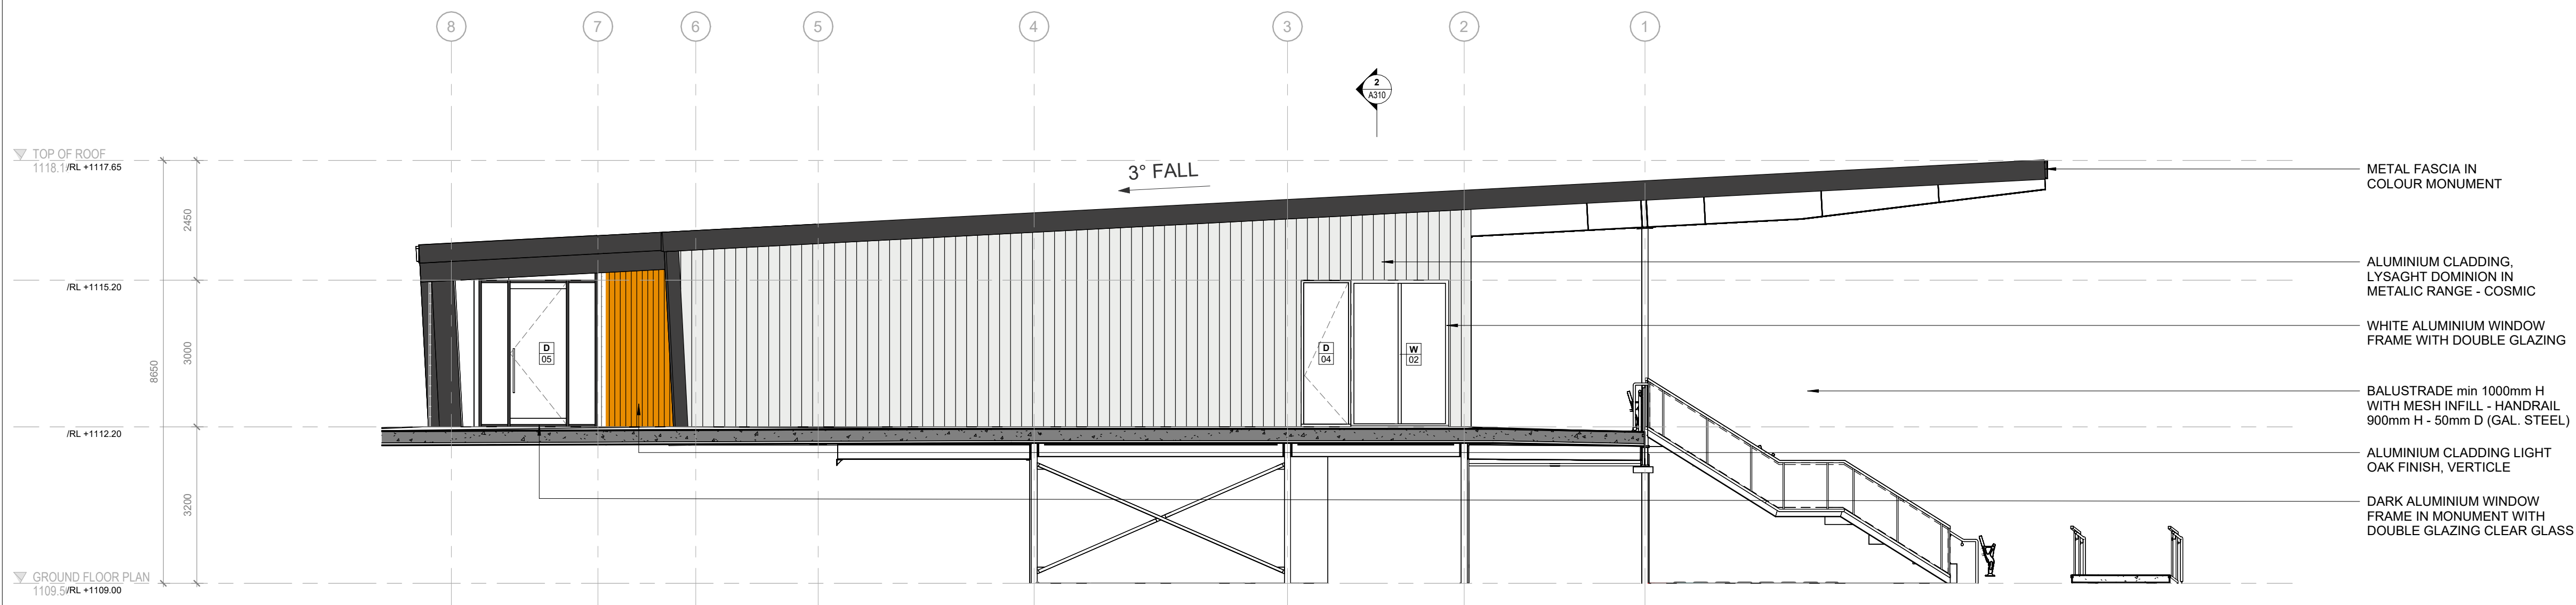 8
7
6
5
4
3
2
1
2
A310
TOP OF ROOF
/RL +1117.65
3° FALL
METAL FASCIA IN
COLOUR MONUMENT
2450
ALUMINIUM CLADDING,
LYSAGHT DOMINION IN
METALIC RANGE - COSMIC
/RL +1115.20
WHITE ALUMINIUM WINDOW
FRAME WITH DOUBLE GLAZING
8650
3000
D
05
D
04
W
02
BALUSTRADE min 1000mm H
WITH MESH INFILL - HANDRAIL
900mm H - 50mm D (GAL. STEEL)
/RL +1112.20
ALUMINIUM CLADDING LIGHT
OAK FINISH, VERTICLE
3200
DARK ALUMINIUM WINDOW
FRAME IN MONUMENT WITH
DOUBLE GLAZING CLEAR GLASS
GROUND FLOOR PLAN
/RL +1109.00